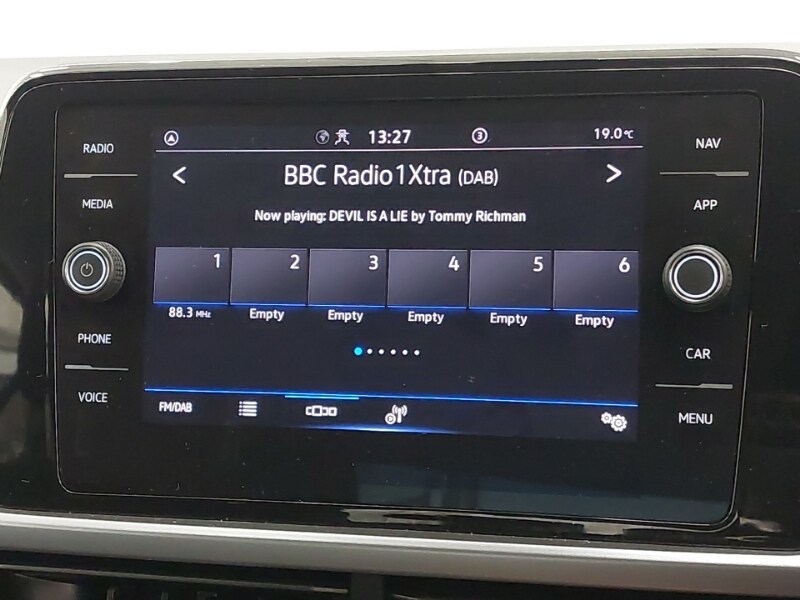 RADIO
MEDIA
PHONE
VOICE
13:27
3
19.0°C
< BBC Radio 1Xtra (DAB) >
Now playing: DEVIL IS A LIE by Tommy Richman
1 2 3 4 5 6
88.3 MHz Empty Empty Empty Empty Empty
FM/DAB
NAV
APP
CAR
MENU